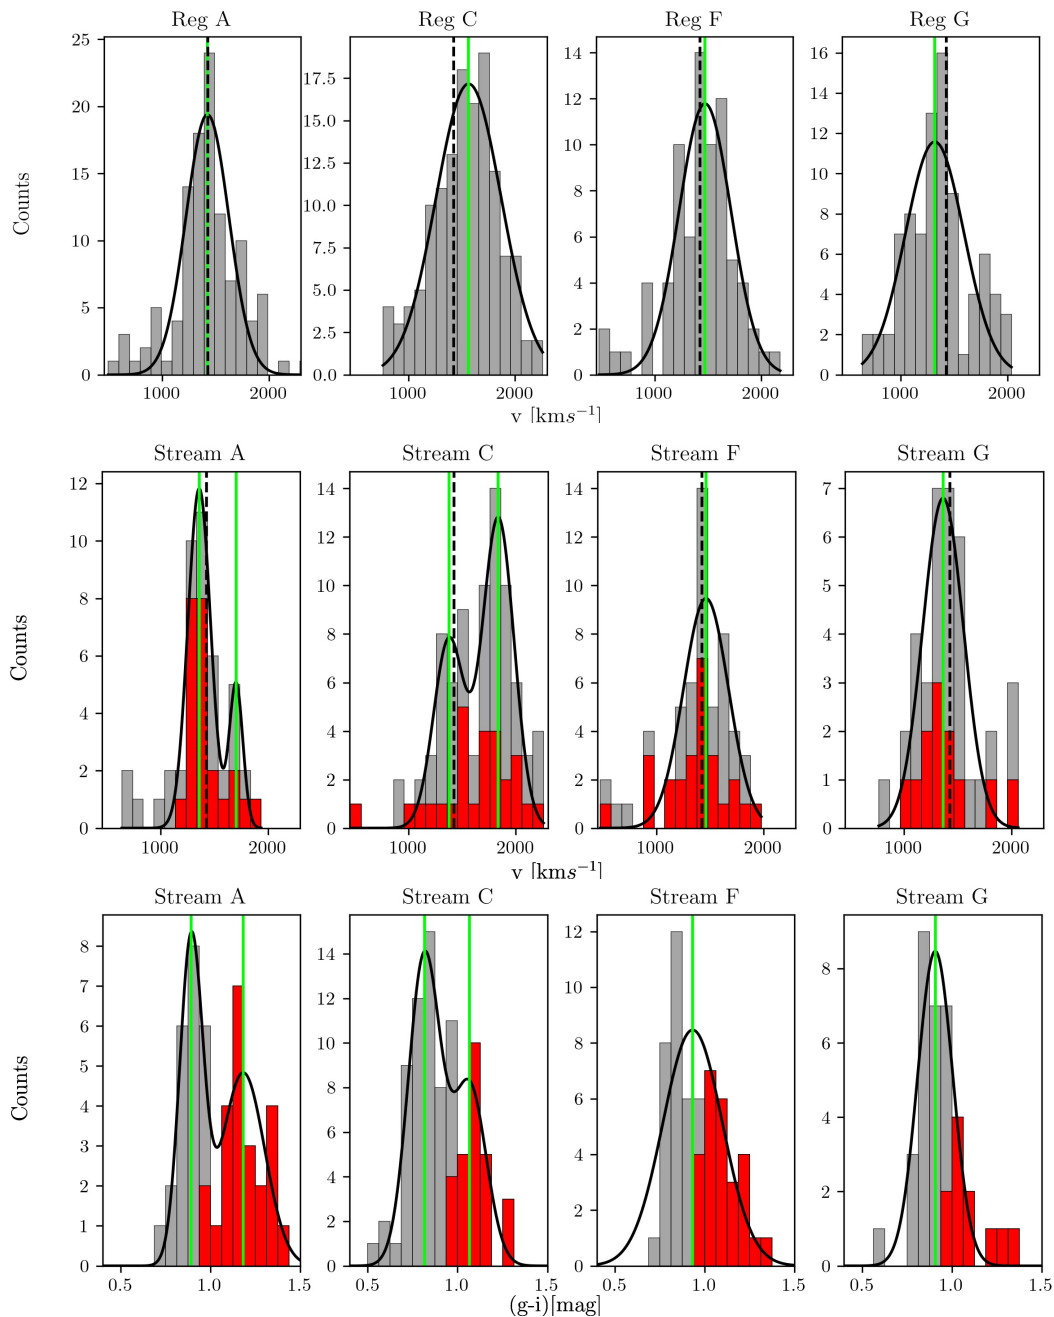 Reg A Reg C Reg F Reg G
25 20 15 10 5 0
17.5 15.0 12.5 10.0 7.5 5.0 2.5 0.0
14 12 10 8 6 4 2 0
16 14 12 10 8 6 4 2 0
Counts
1000 2000 1000 2000 1000 2000 1000 2000
v [kms⁻¹]
Stream A Stream C Stream F Stream G
12 10 8 6 4 2 0
14 12 10 8 6 4 2 0
14 12 10 8 6 4 2 0
7 6 5 4 3 2 1 0
Counts
1000 2000 1000 2000 1000 2000 1000 2000
v [kms⁻¹]
Stream A Stream C Stream F Stream G
8 7 6 5 4 3 2 1 0
14 12 10 8 6 4 2 0
12 10 8 6 4 2 0
8 6 4 2 0
Counts
0.5 1.0 1.5 0.5 1.0 1.5 0.5 1.0 1.5 0.5 1.0 1.5
(g-i)[mag]